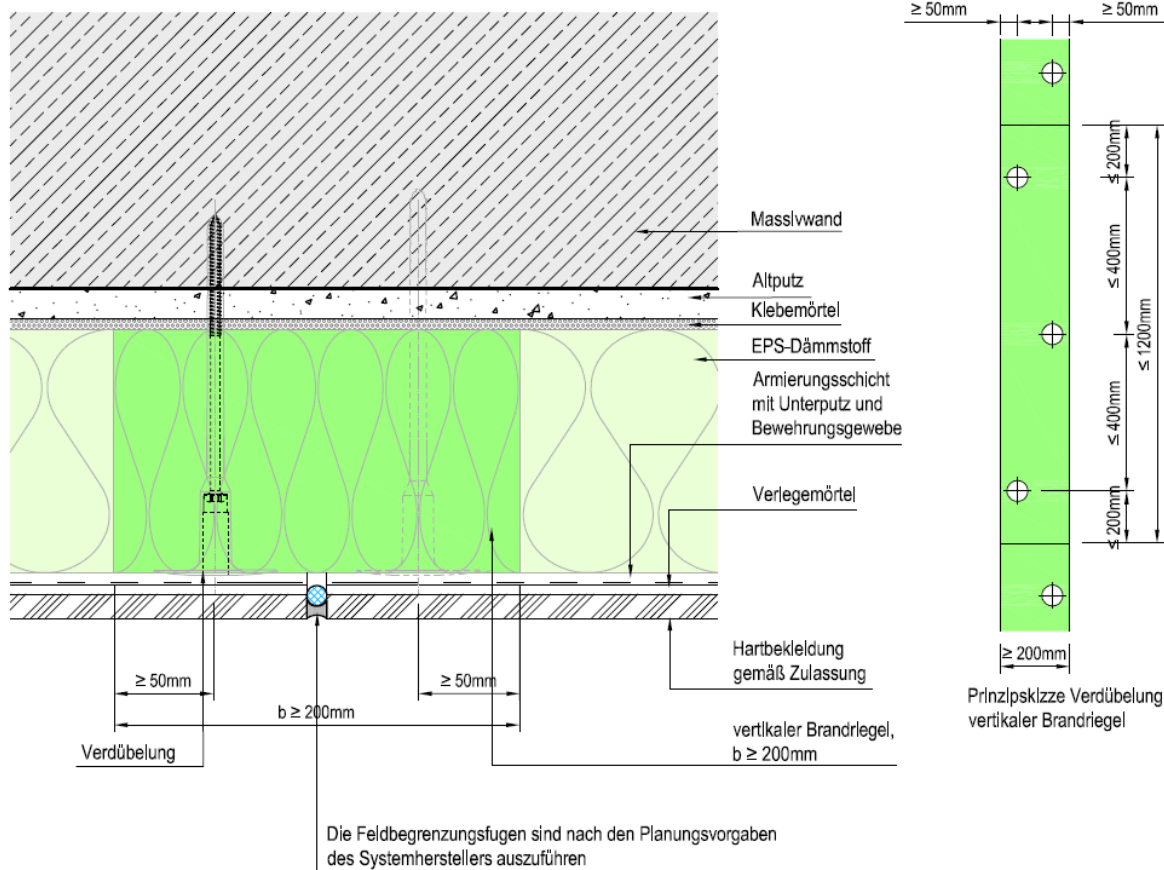 ≥ 50mm
≥ 50mm
Massivwand
Altputz
Klebemörtel
EPS-Dämmstoff
Armierungsschicht
mit Unterputz und
Bewehrungsgewebe
Verlegemörtel
Hartbekleidung
gemäß Zulassung
vertikaler Brandriegel,
b ≥ 200mm
≥ 50mm
≥ 50mm
b ≥ 200mm
Verdübelung
Die Feldbegrenzungsfugen sind nach den Planungsvorgaben
des Systemherstellers auszuführen
≤ 200mm
≤ 400mm
≤ 1200mm
≤ 400mm
≤ 200mm
≥ 200mm
Prinzipskizze Verdübelung
vertikaler Brandriegel